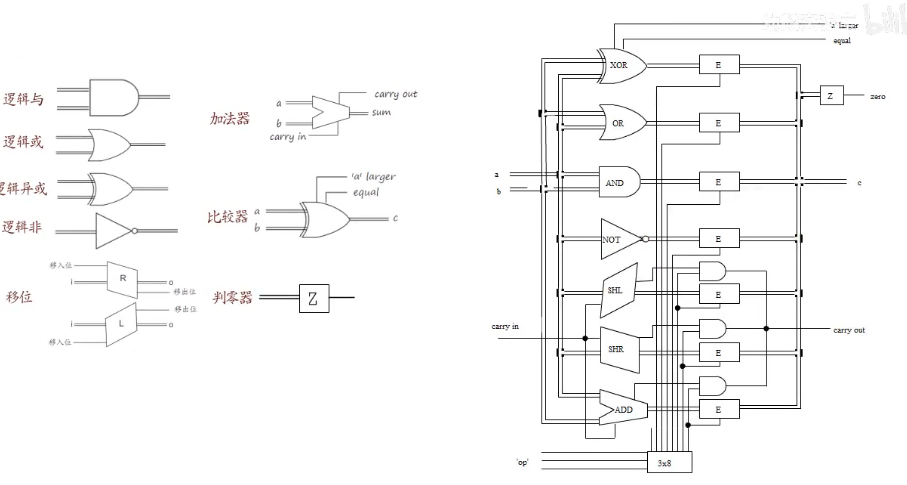 逻辑与
逻辑或
逻辑异或
逻辑非
移位
移入位
i
R
o
移出位
移出位
i
L
o
移入位
加法器
a
b
carry in
carry out
sum
比较器
a
b
'a' larger
equal
c
判零器
Z
larger
equal
XOR
E
Z
zero
OR
E
a
b
AND
E
c
NOT
E
SHL
E
carry in
carry out
SHR
E
ADD
E
'op'
3x8